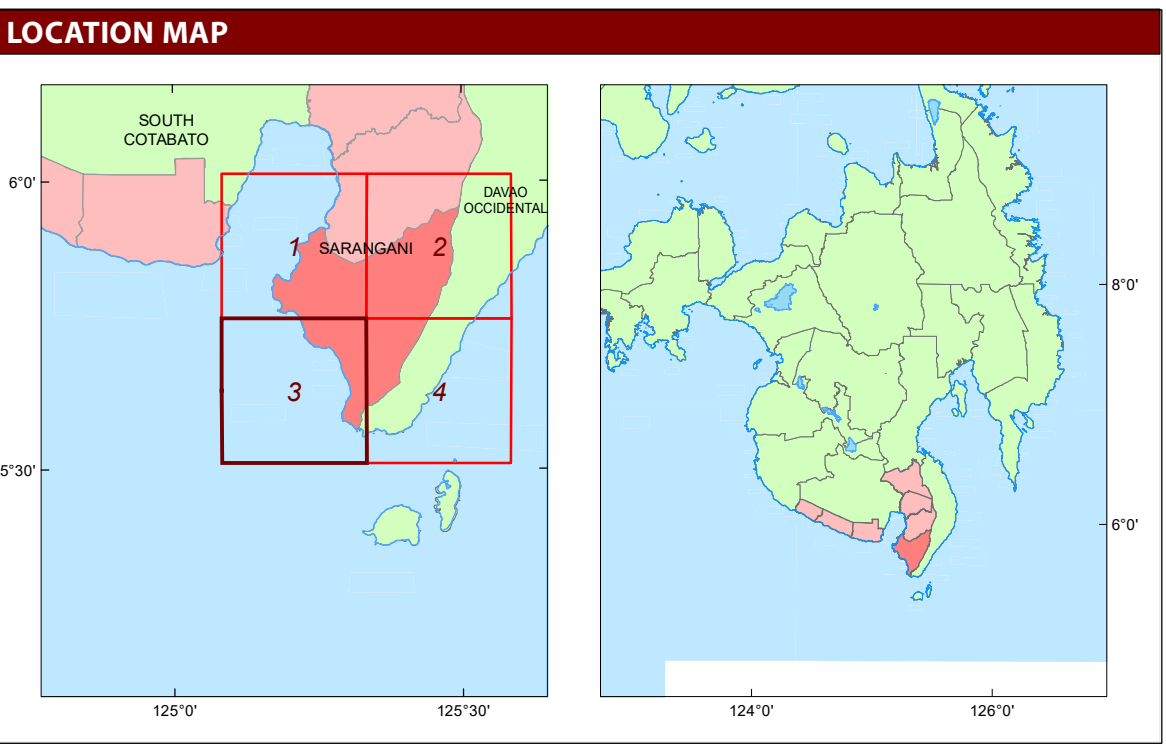 LOCATION MAP
SOUTH
COTABATO
6°0'
DAVAO
OCCIDENTAL
1
SARANGANI
2
3
4
5°30'
125°0'
125°30'
8°0'
6°0'
124°0'
126°0'